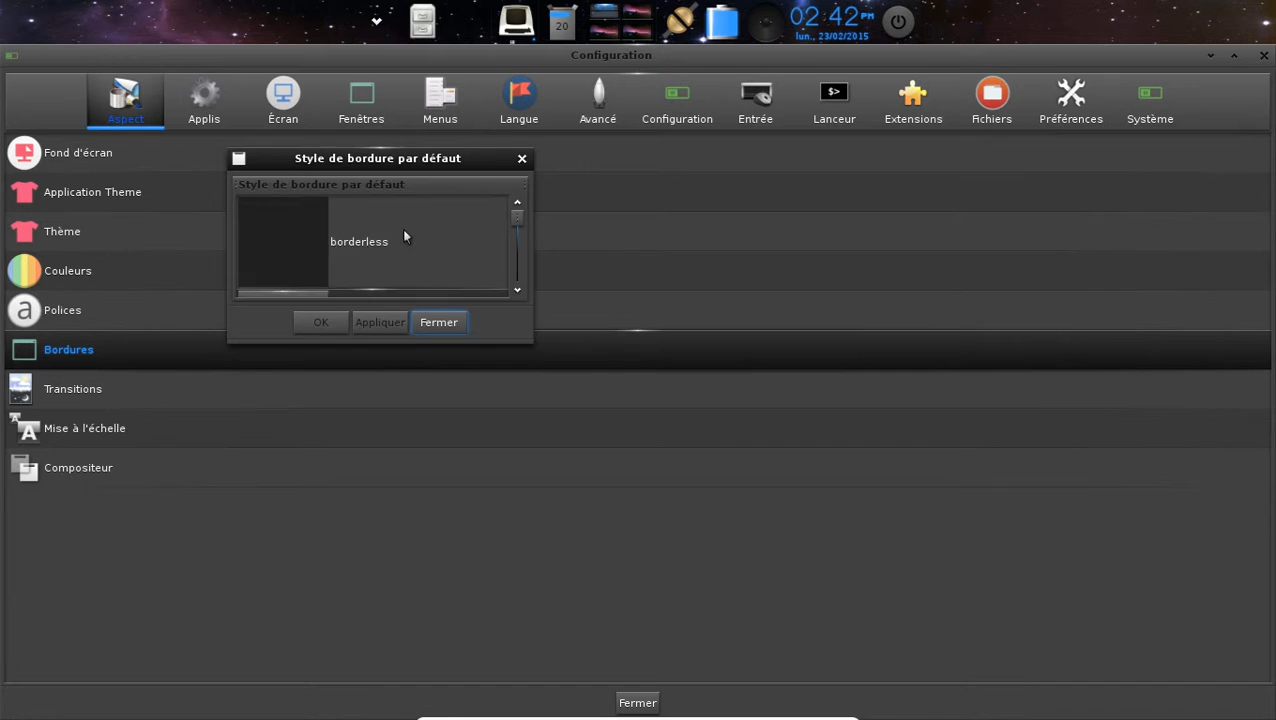 20
02:42 PM
lun., 23/02/2015
Configuration
Aspect
Applis
Écran
Fenêtres
Menus
Langue
Avancé
Configuration
Entrée
$>
Lanceur
Extensions
Fichiers
Préférences
Système
Fond d'écran
Application Theme
Thème
Couleurs
a
Polices
Bordures
Transitions
A
A
Mise à l'échelle
Compositeur
Style de bordure par défaut
Style de bordure par défaut
borderless
OK
Appliquer
Fermer
Fermer